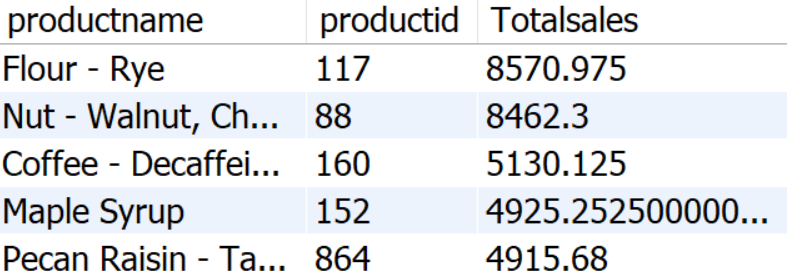 productname productid Totalsales
Flour - Rye 117 8570.975
Nut - Walnut, Ch... 88 8462.3
Coffee - Decaffei... 160 5130.125
Maple Syrup 152 4925.252500000...
Pecan Raisin - Ta... 864 4915.68